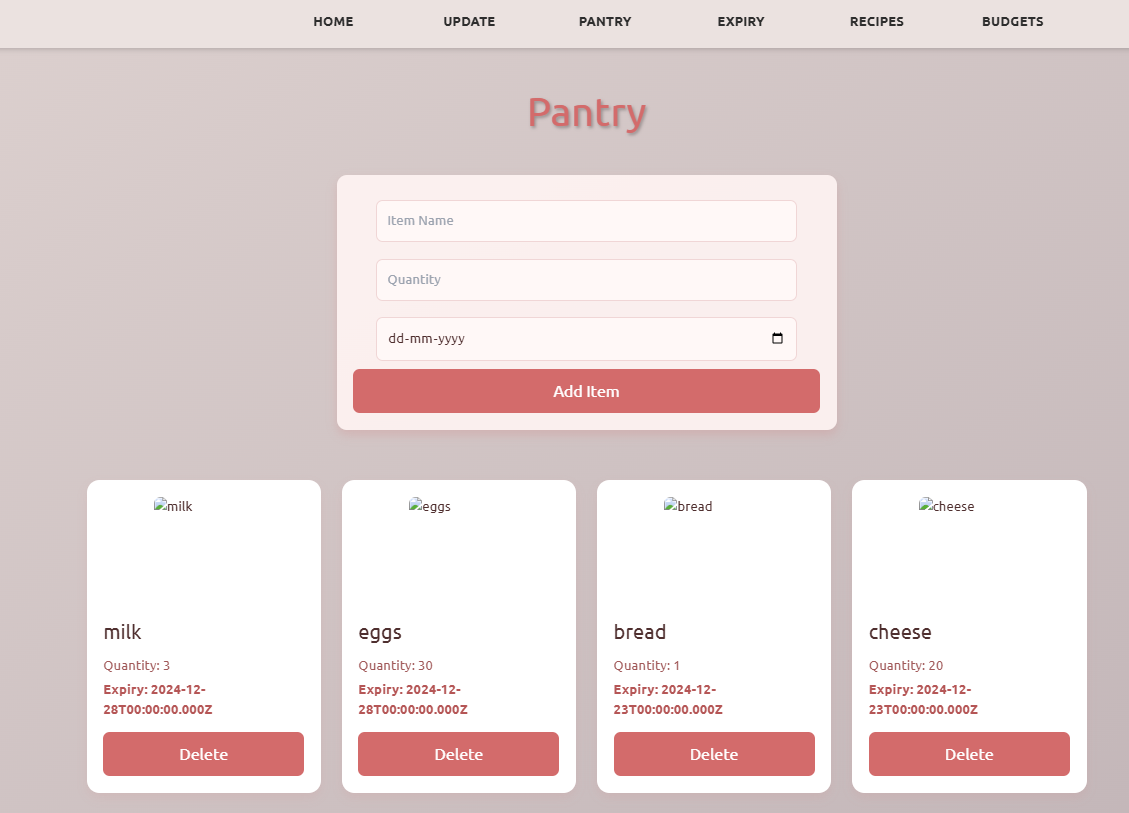 HOME UPDATE PANTRY EXPIRY RECIPES BUDGETS
Pantry
Item Name
Quantity
dd-mm-yyyy
Add Item
milk
milk
Quantity: 3
Expiry: 2024-12-
28T00:00:00.000Z
Delete
eggs
eggs
Quantity: 30
Expiry: 2024-12-
28T00:00:00.000Z
Delete
bread
bread
Quantity: 1
Expiry: 2024-12-
23T00:00:00.000Z
Delete
cheese
cheese
Quantity: 20
Expiry: 2024-12-
23T00:00:00.000Z
Delete